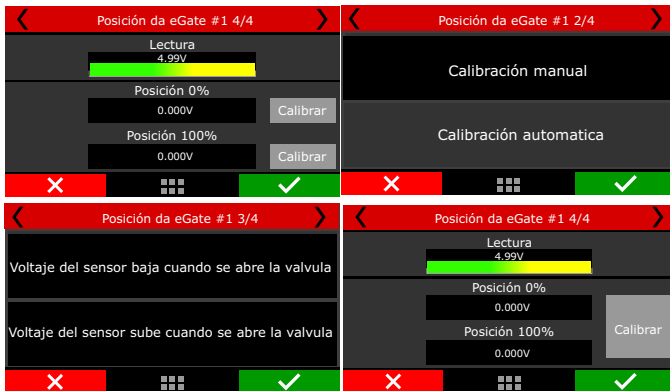 Posición da eGate #1 4/4
Lectura
4.99V
Posición 0%
0.000V
Calibrar
Posición 100%
0.000V
Calibrar
Posición da eGate #1 2/4
Calibración manual
Calibración automatica
Posición da eGate #1 3/4
Voltaje del sensor baja cuando se abre la valvula
Voltaje del sensor sube cuando se abre la valvula
Posición da eGate #1 4/4
Lectura
4.99V
Posición 0%
0.000V
Posición 100%
0.000V
Calibrar